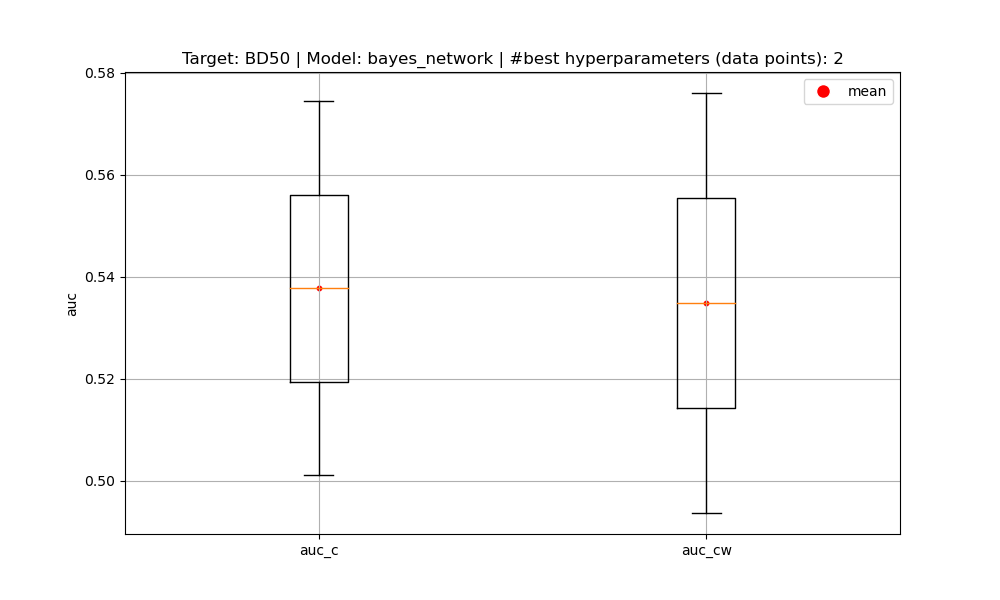 Target: BD50 | Model: bayes_network | #best hyperparameters (data points): 2
mean
0.58
0.56
0.54
0.52
0.50
auc
auc_c
auc_cw